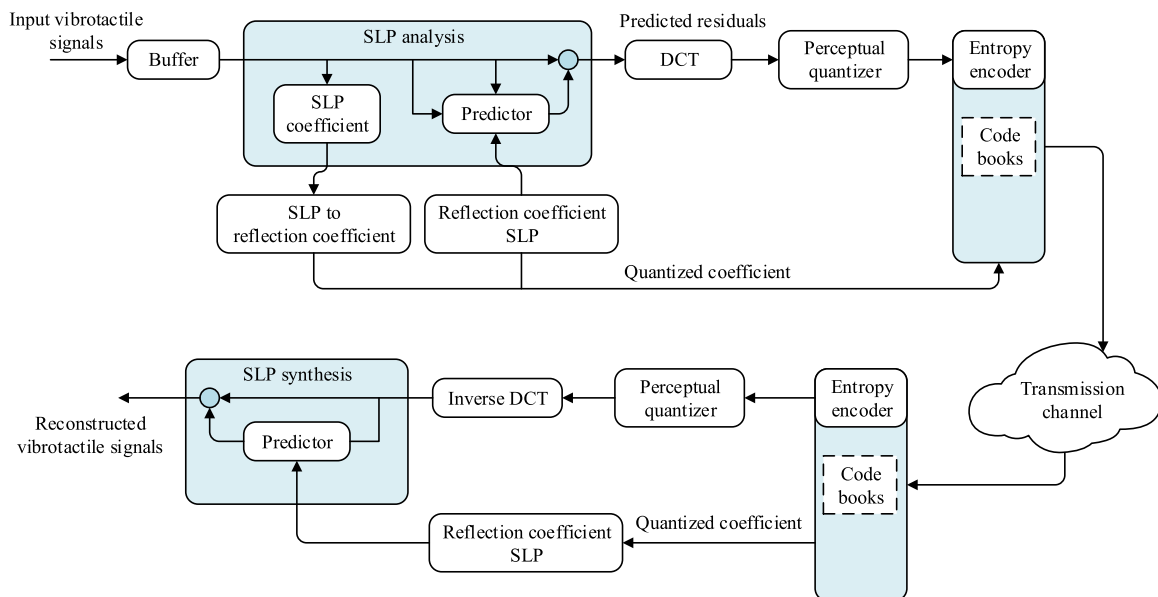 Input vibrotactile
signals
Buffer
SLP analysis
SLP
coefficient
Predictor
Predicted residuals
DCT
Perceptual
quantizer
Entropy
encoder
Code
books
SLP to
reflection coefficient
Reflection coefficient
SLP
Quantized coefficient
Transmission
channel
SLP synthesis
Reconstructed
vibrotactile signals
Predictor
Inverse DCT
Perceptual
quantizer
Entropy
encoder
Code
books
Reflection coefficient
SLP
Quantized coefficient